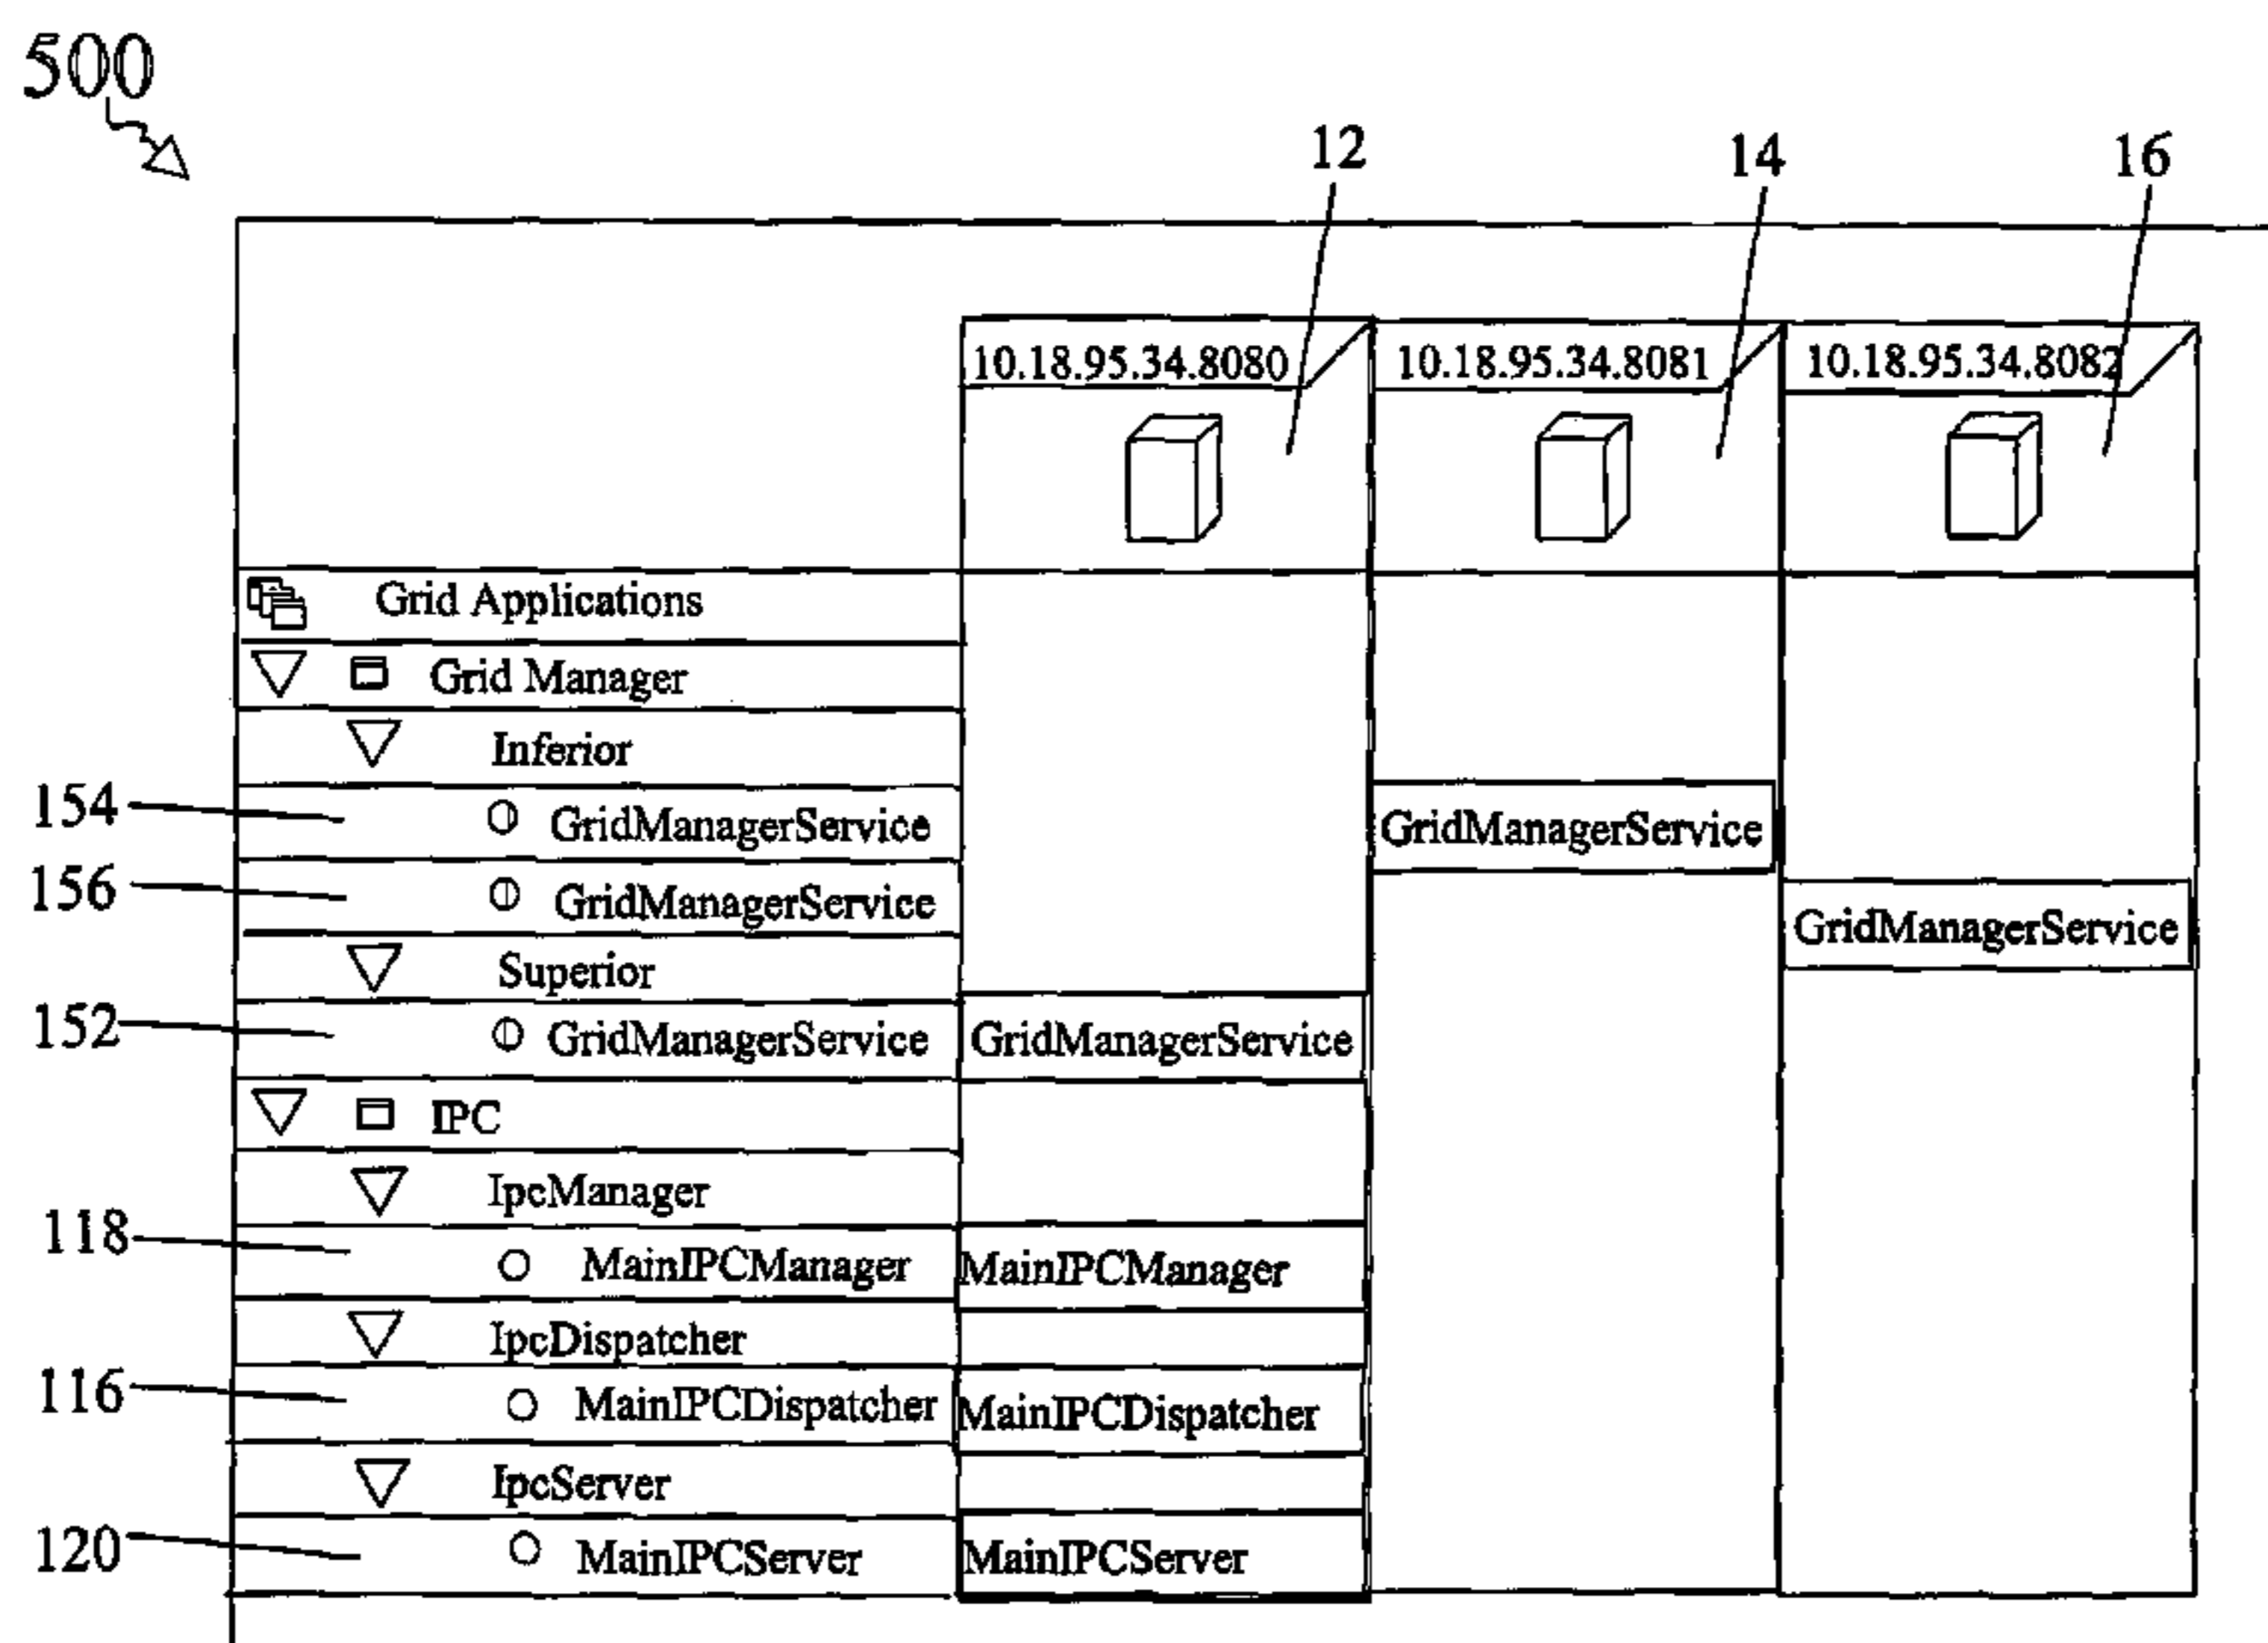 500
12 14 16
10.18.95.34.8080 10.18.95.34.8081 10.18.95.34.8082
Grid Applications
Grid Manager
Inferior
154 GridManagerService GridManagerService
156 GridManagerService GridManagerService
Superior
152 GridManagerService GridManagerService
IPC
IpcManager
118 MainIPCManager MainIPCManager
IpcDispatcher
116 MainIPCDispatcher MainIPCDispatcher
IpcServer
120 MainIPCServer MainIPCServer